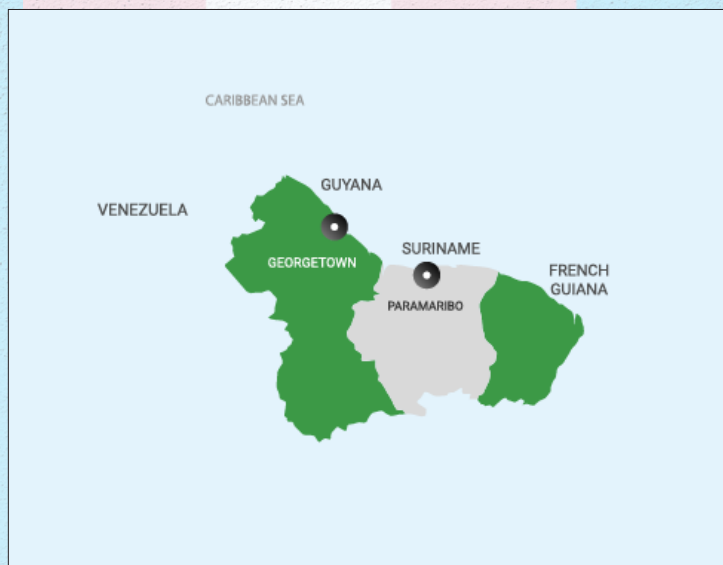 CARIBBEAN SEA
GUYANA
VENEZUELA
GEORGETOWN
SURINAME
FRENCH
GUIANA
PARAMARIBO